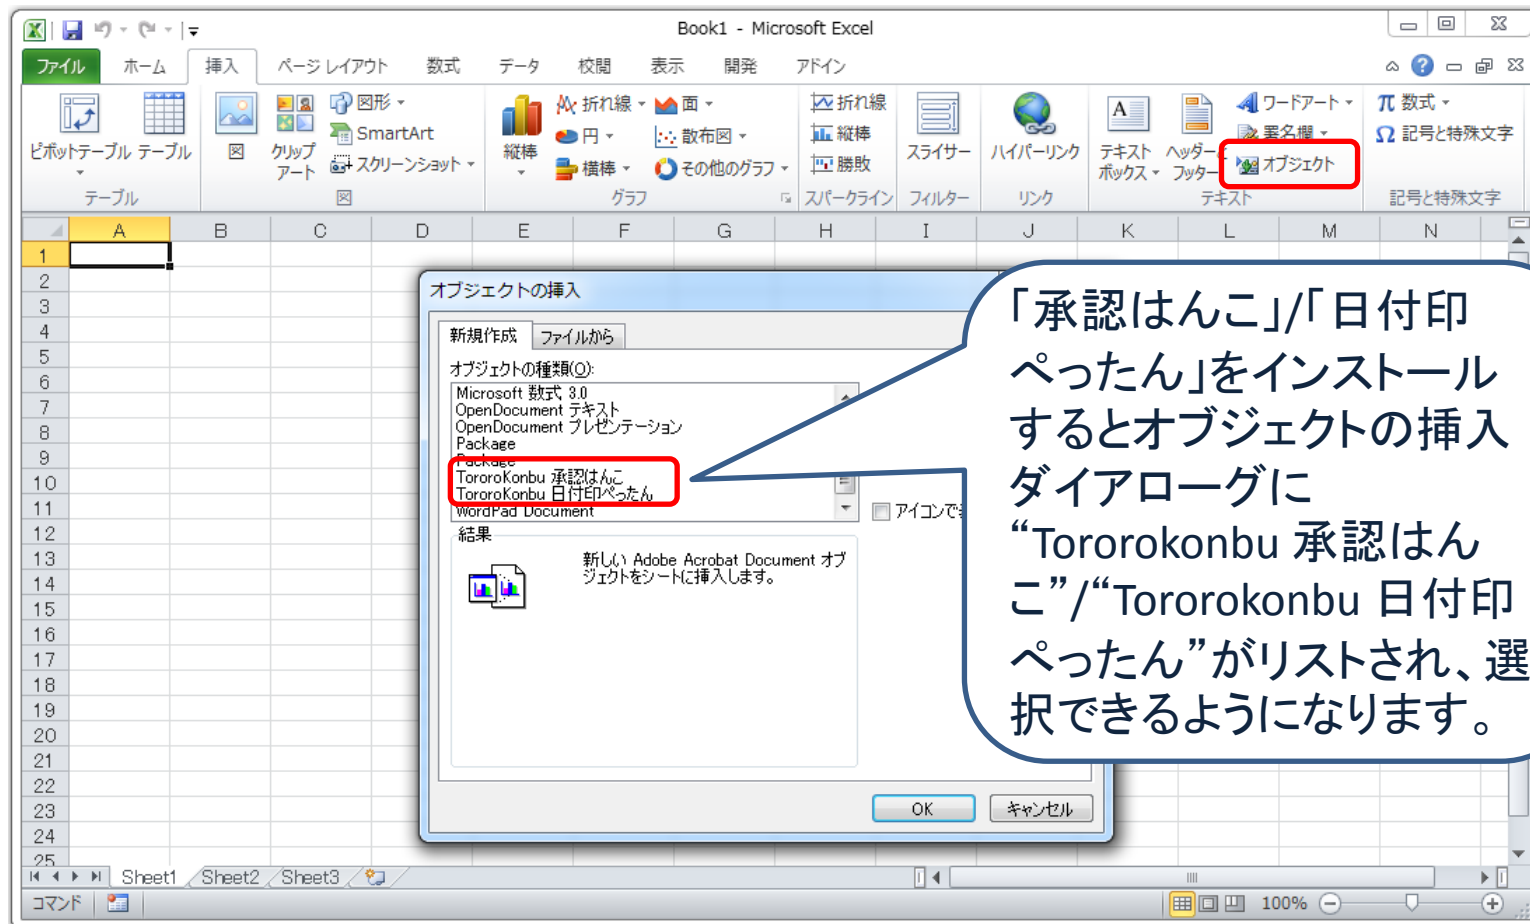 Book1 - Microsoft Excel
ファイル ホーム 挿入 ページ レイアウト 数式 データ 校閲 表示 開発 アドイン
ピボットテーブル テーブル
テーブル
図
クリップ
アート
図形
SmartArt
スクリーンショット
図
縦棒
折れ線
円
横棒
面
散布図
その他のグラフ
グラフ
折れ線
縦棒
勝敗
スパークライン
スライサー
フィルター
ハイパーリンク
リンク
テキスト
ボックス
ヘッダーと
フッター
ワードアート
署名欄
オブジェクト
テキスト
π 数式
Ω 記号と特殊文字
記号と特殊文字
A B C D E F G H I J K L M N
1
2
3
4
5
6
7
8
9
10
11
12
13
14
15
16
17
18
19
20
21
22
23
24
25
オブジェクトの挿入
新規作成 ファイルから
オブジェクトの種類(O):
Microsoft 数式 3.0
OpenDocument テキスト
OpenDocument プレゼンテーション
Package
Package
TororoKonbu 承認はんこ
TororoKonbu 日付印ぺったん
WordPad Document
アイコンで
結果
新しい Adobe Acrobat Document オブ
ジェクトをシートに挿入します。
OK キャンセル
「承認はんこ」/「日付印
ぺったん」をインストール
するとオブジェクトの挿入
ダイアローグに
“Tororokonbu 承認はん
こ”/“Tororokonbu 日付印
ぺったん”がリストされ、選
択できるようになります。
Sheet1 Sheet2 Sheet3
コマンド
100%